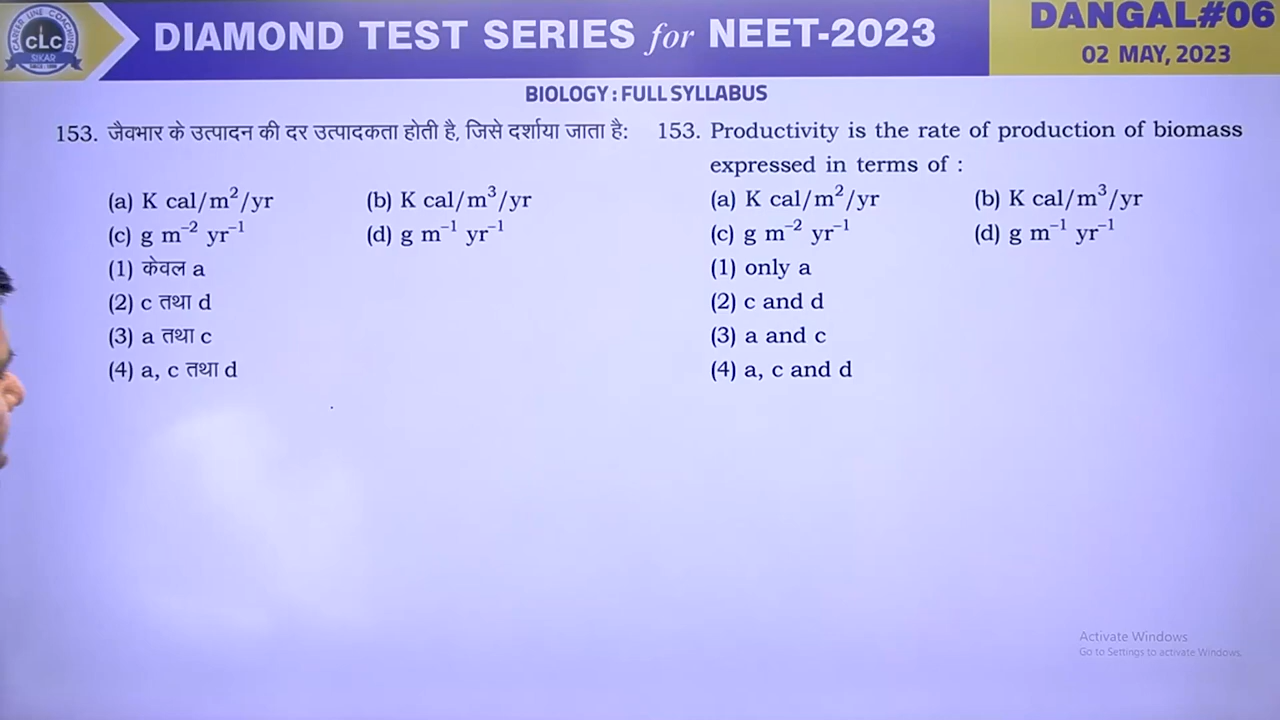 CAREER LINE COACHING
CLC
SIKAR
DIAMOND TEST SERIES for NEET-2023
DANGAL#06
02 MAY, 2023
BIOLOGY : FULL SYLLABUS
153. जैवभार के उत्पादन की दर उत्पादकता होती है, जिसे दर्शाया जाता है:
(a) K cal/m²/yr (b) K cal/m³/yr
(c) g m⁻² yr⁻¹ (d) g m⁻¹ yr⁻¹
(1) केवल a
(2) c तथा d
(3) a तथा c
(4) a, c तथा d
153. Productivity is the rate of production of biomass
expressed in terms of :
(a) K cal/m²/yr (b) K cal/m³/yr
(c) g m⁻² yr⁻¹ (d) g m⁻¹ yr⁻¹
(1) only a
(2) c and d
(3) a and c
(4) a, c and d
Activate Windows
Go to Settings to activate Windows.